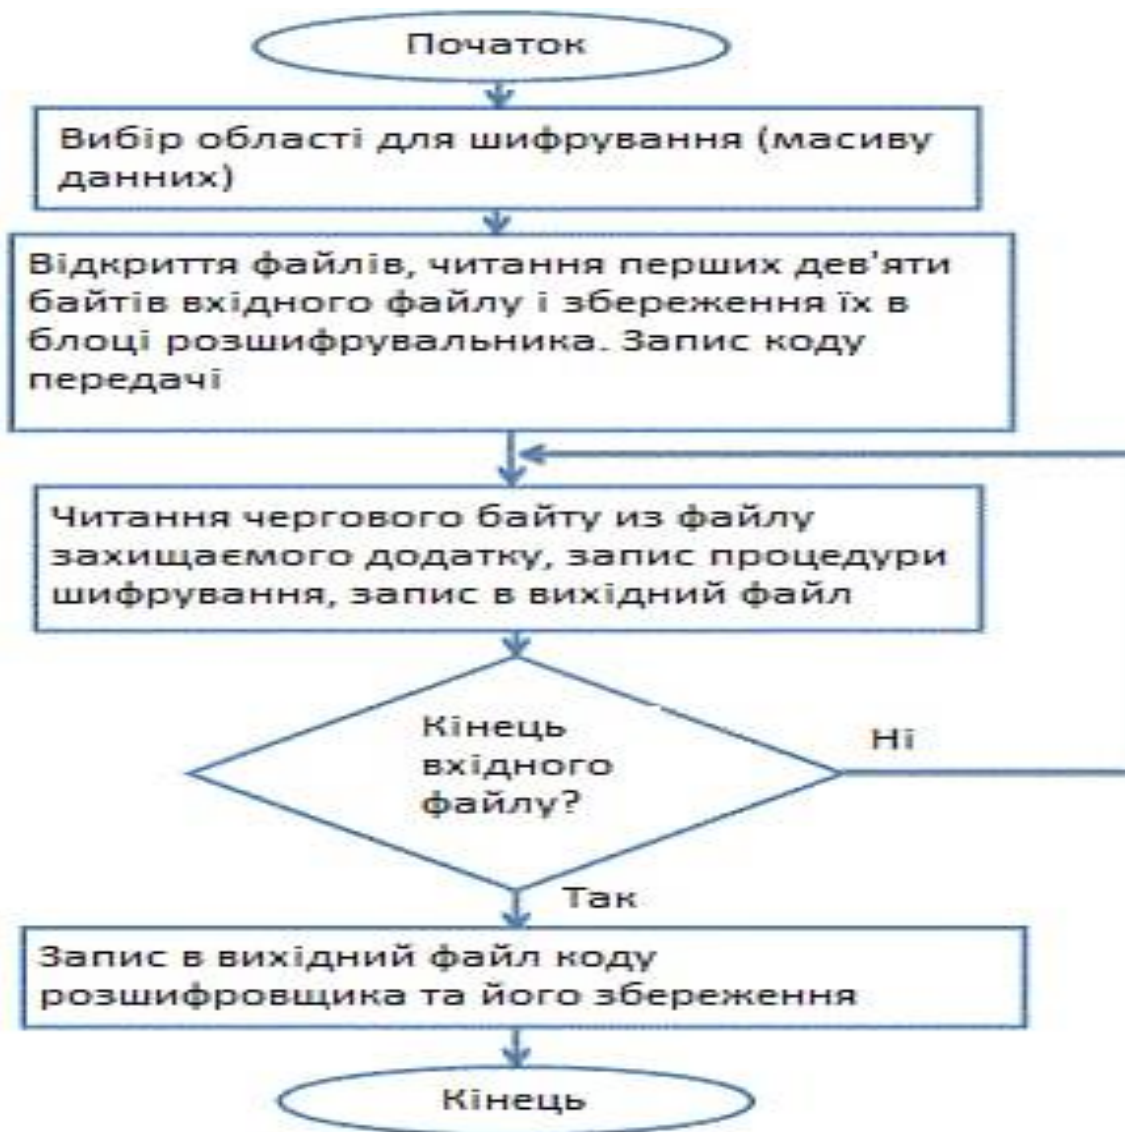 Початок
Вибір області для шифрування (масиву
данних)
Відкриття файлів, читання перших дев'яти
байтів вхідного файлу і збереження їх в
блоці розшифрувальника. Запис коду
передачі
Читання чергового байту из файлу
захищаємого додатку, запис процедури
шифрування, запис в вихідний файл
Кінець
вхідного
файлу?
Ні
Так
Запис в вихідний файл коду
розшифровщика та його збереження
Кінець